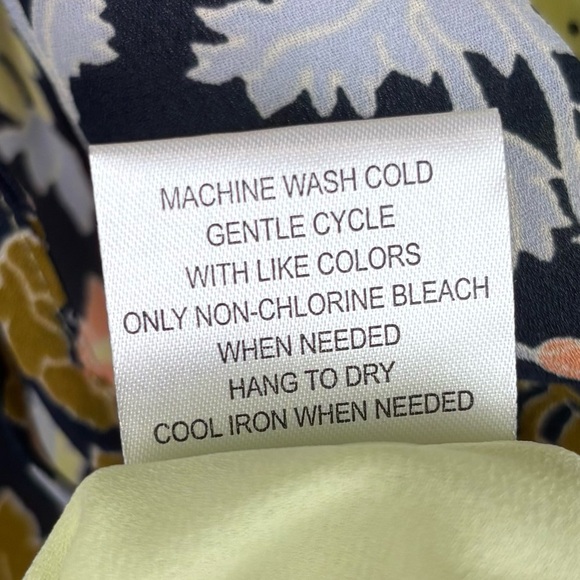 MACHINE WASH COLD
GENTLE CYCLE
WITH LIKE COLORS
ONLY NON-CHLORINE BLEACH
WHEN NEEDED
HANG TO DRY
COOL IRON WHEN NEEDED